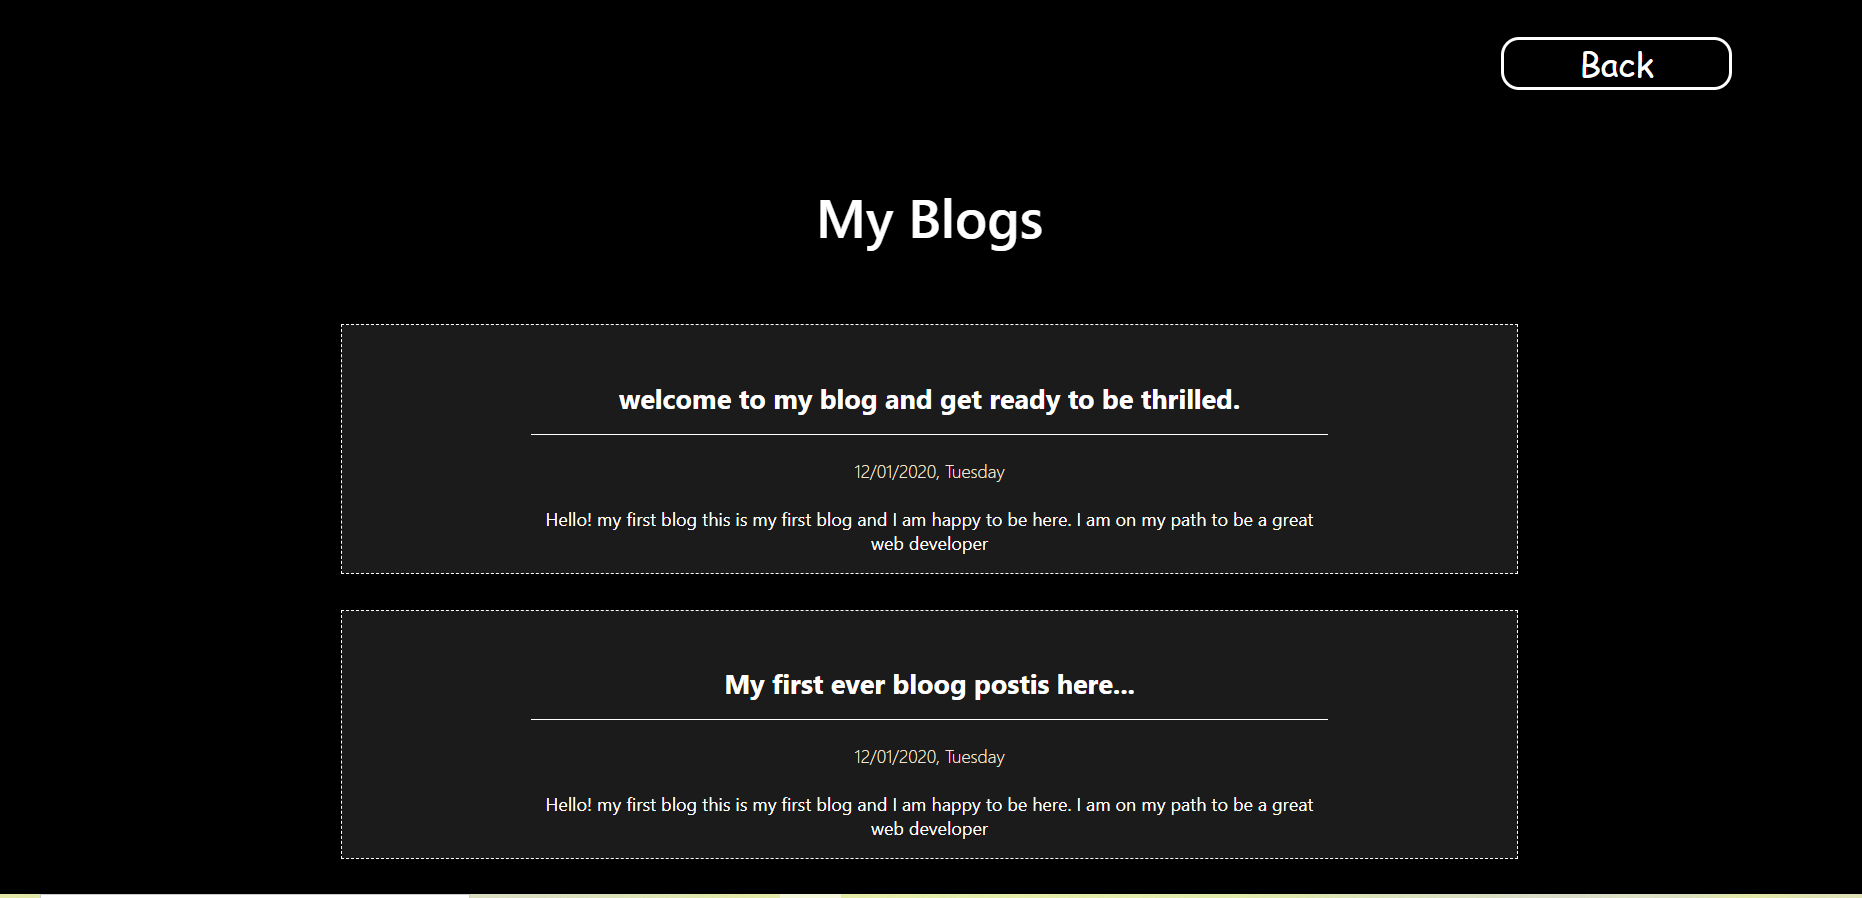 Back
My Blogs
welcome to my blog and get ready to be thrilled.
12/01/2020, Tuesday
Hello! my first blog this is my first blog and I am happy to be here. I am on my path to be a great
web developer
My first ever bloog postis here...
12/01/2020, Tuesday
Hello! my first blog this is my first blog and I am happy to be here. I am on my path to be a great
web developer